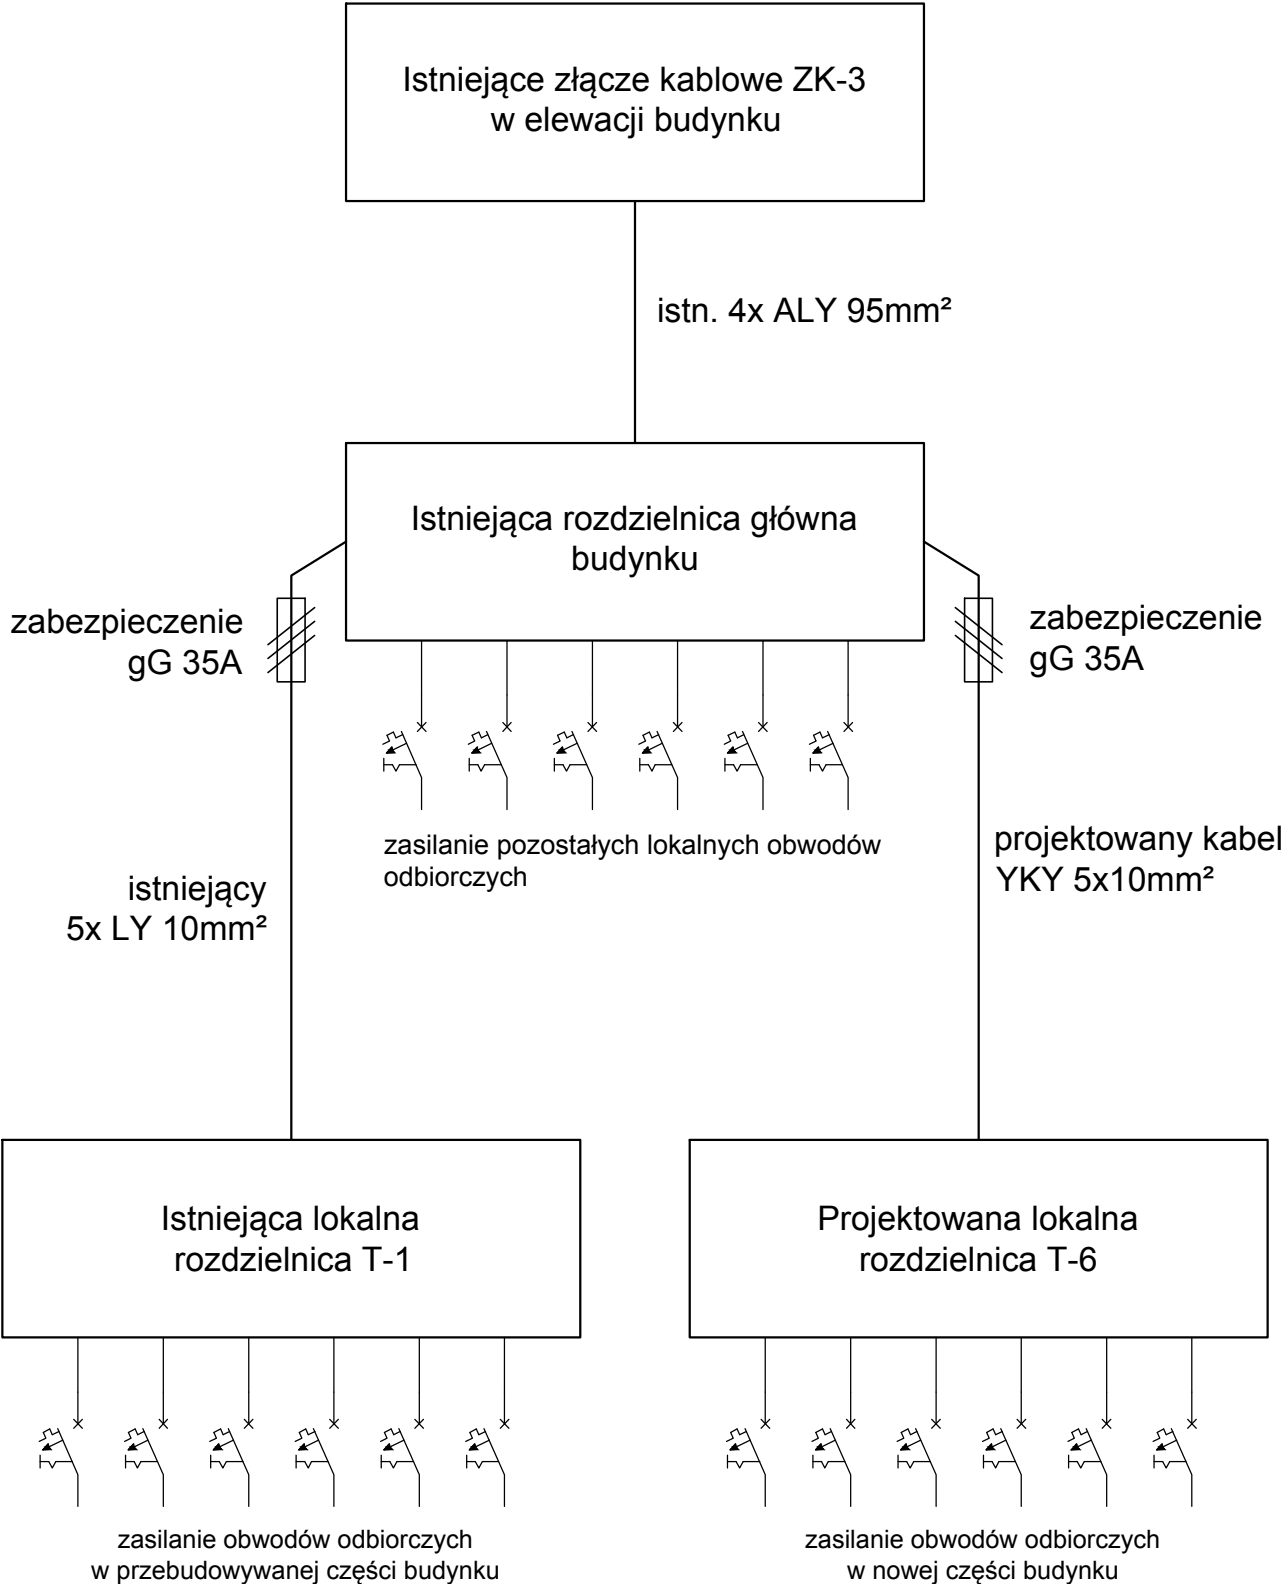 Istniejące złącze kablowe ZK-3
w elewacji budynku
istn. 4x ALY 95mm²
Istniejąca rozdzielnica główna
budynku
zabezpieczenie
gG 35A
zabezpieczenie
gG 35A
zasilanie pozostałych lokalnych obwodów
odbiorczych
istniejący
5x LY 10mm²
projektowany kabel
YKY 5x10mm²
Istniejąca lokalna
rozdzielnica T-1
Projektowana lokalna
rozdzielnica T-6
zasilanie obwodów odbiorczych
w przebudowywanej części budynku
zasilanie obwodów odbiorczych
w nowej części budynku